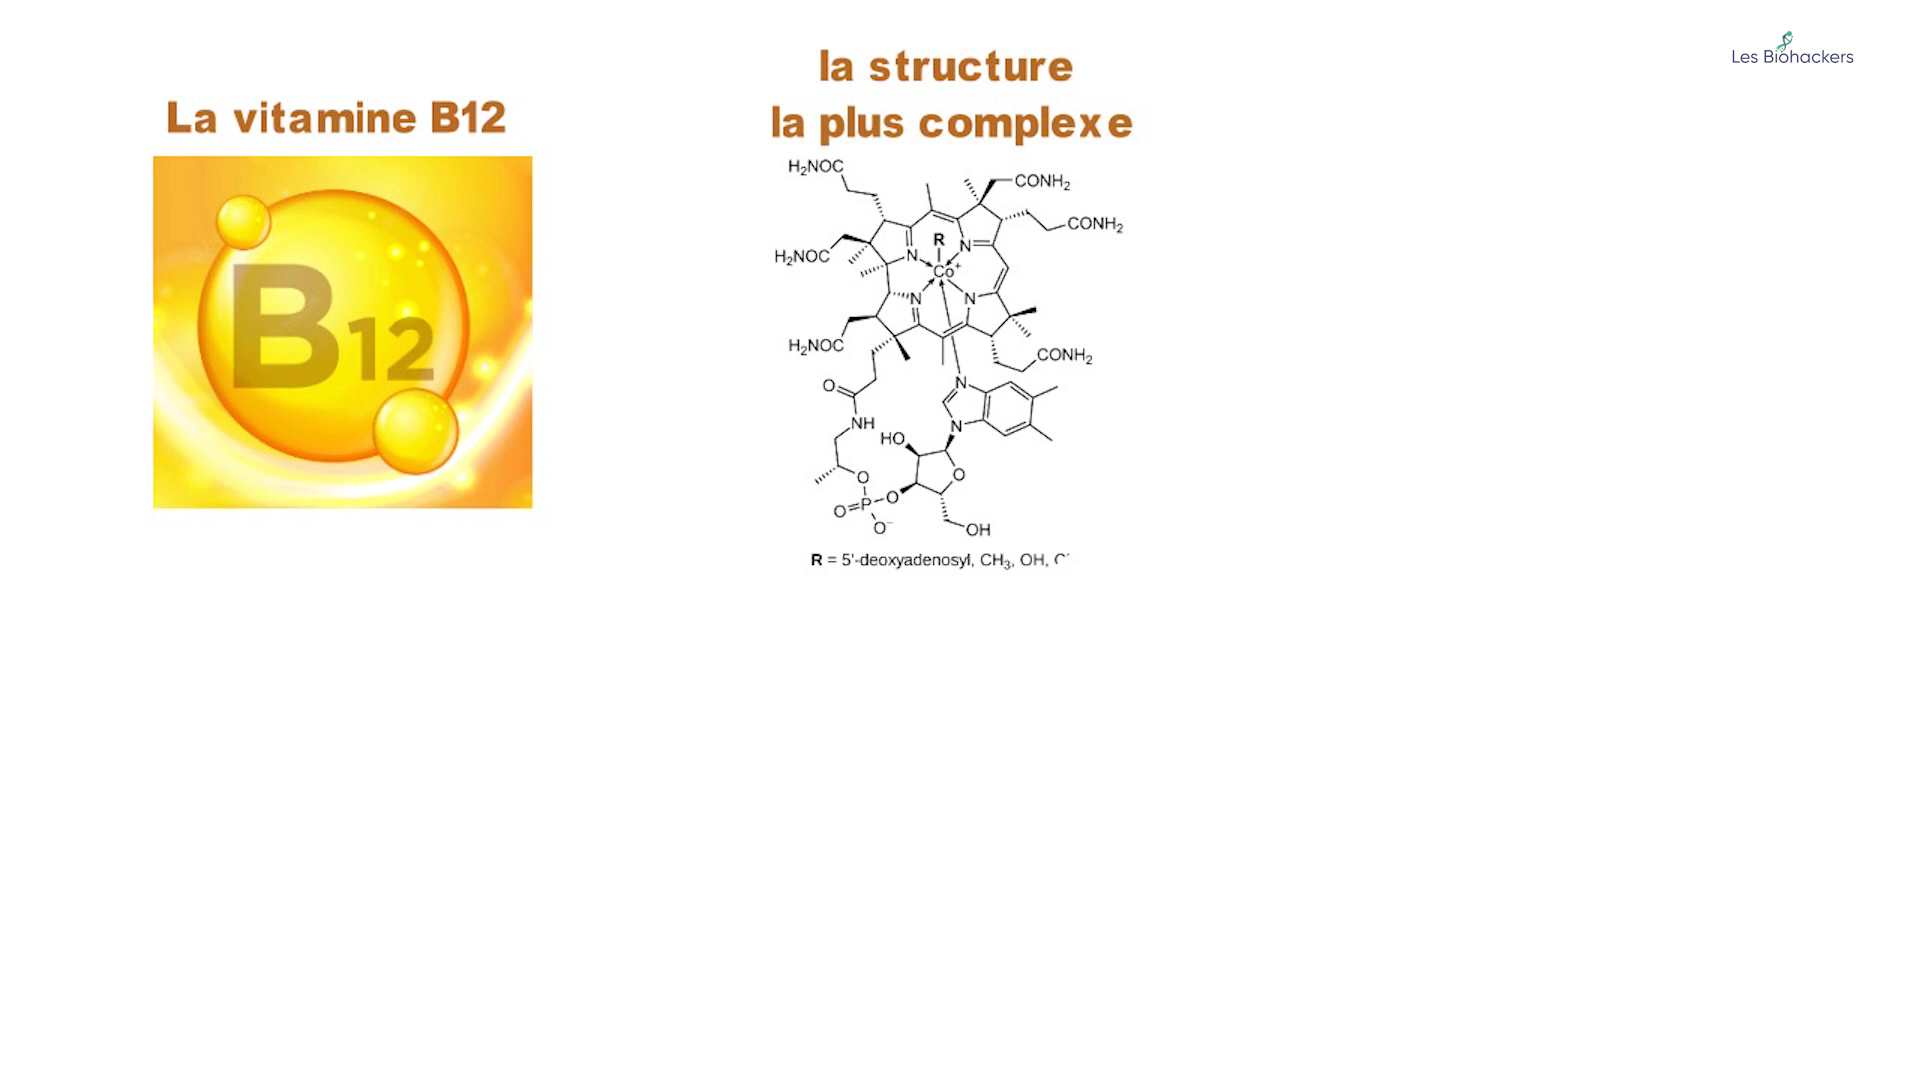 La vitamine B12
B12
la structure
la plus complexe
H₂NOC
CONH₂
CONH₂
R
H₂NOC
N
N
Co⁺
N
N
H₂NOC
CONH₂
O
N
NH
N
HO
O
O
O
P
O
O⁻
OH
R = 5'-deoxyadenosyl, CH₃, OH,
Les Biohackers